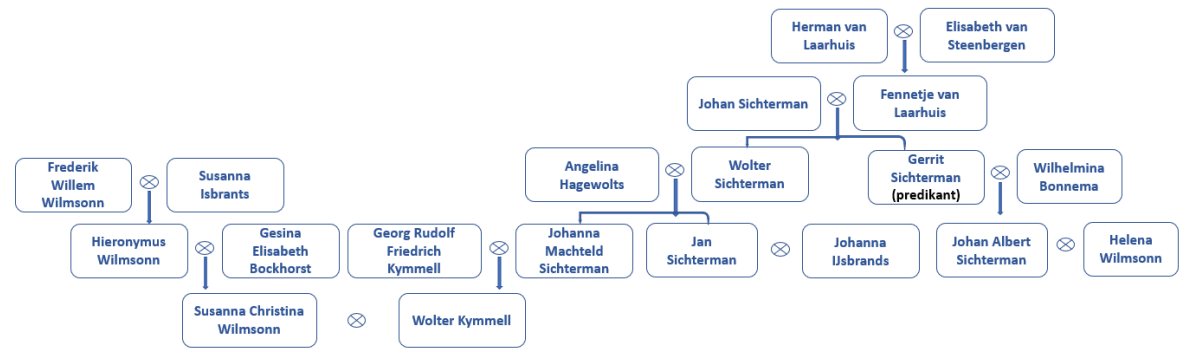 Herman van
Laarhuis
Elisabeth van
Steenbergen
Johan Sichterman
Fennetje van
Laarhuis
Frederik
Willem
Wilmsonn
Susanna
Isbrants
Angelina
Hagewolts
Wolter
Sichterman
Gerrit
Sichterman
(predikant)
Wilhelmina
Bonnema
Hieronymus
Wilmsonn
Gesina
Elisabeth
Bockhorst
Georg Rudolf
Friedrich
Kymmell
Johanna
Machteld
Sichterman
Jan
Sichterman
Johanna
IJsbrands
Johan Albert
Sichterman
Helena
Wilmsonn
Susanna Christina
Wilmsonn
Wolter Kymmell